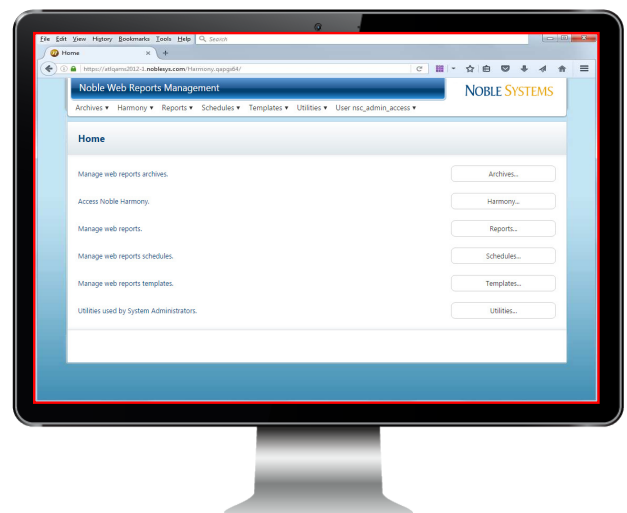 File Edit View History Bookmarks Tools Help Search
Home × +
https://atlqams2012-1.noblesys.com/Harmony.qapgx64/
Noble Web Reports Management
NOBLE SYSTEMS
Archives ▾ Harmony ▾ Reports ▾ Schedules ▾ Templates ▾ Utilities ▾ User nsc_admin_access ▾
Home
Manage web reports archives. Archives...
Access Noble Harmony. Harmony...
Manage web reports. Reports...
Manage web reports schedules. Schedules...
Manage web reports templates. Templates...
Utilities used by System Administrators. Utilities...